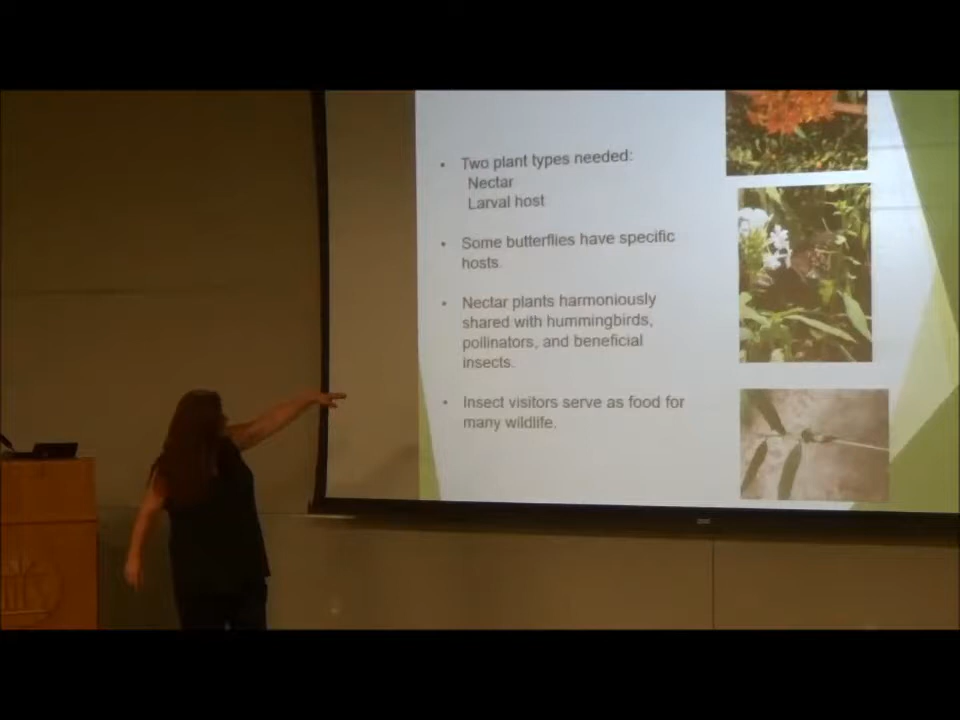 • Two plant types needed:
Nectar
Larval host
• Some butterflies have specific
hosts.
• Nectar plants harmoniously
shared with hummingbirds,
pollinators, and beneficial
insects.
• Insect visitors serve as food for
many wildlife.